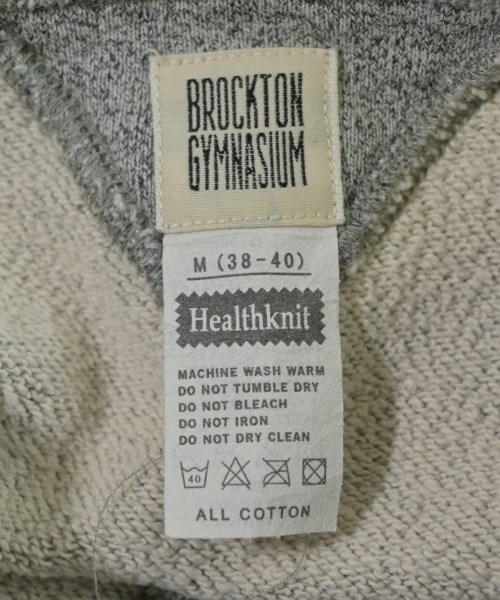 BROCKTON
GYMNASIUM
M (38-40)
Healthknit
MACHINE WASH WARM
DO NOT TUMBLE DRY
DO NOT BLEACH
DO NOT IRON
DO NOT DRY CLEAN
40
ALL COTTON